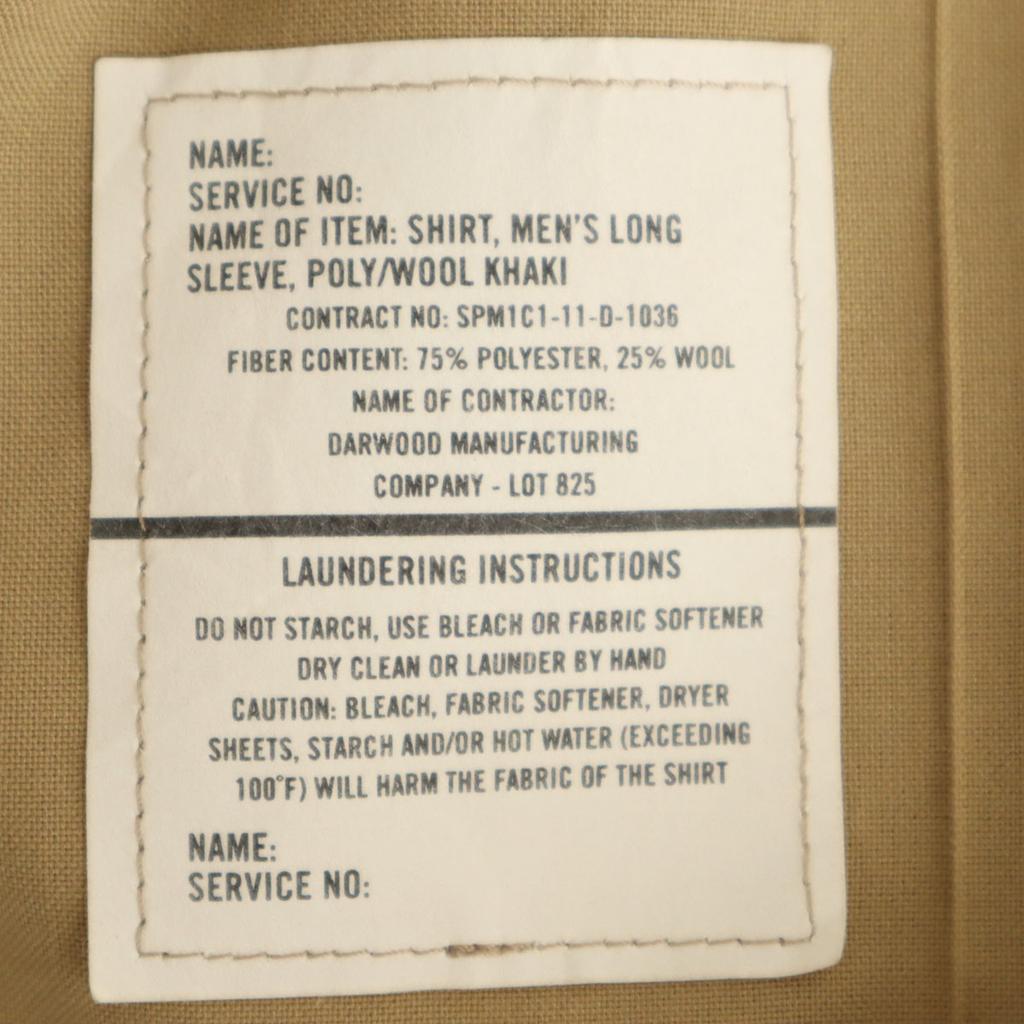 NAME:
SERVICE NO:
NAME OF ITEM: SHIRT, MEN'S LONG
SLEEVE, POLY/WOOL KHAKI
CONTRACT NO: SPM1C1-11-D-1036
FIBER CONTENT: 75% POLYESTER, 25% WOOL
NAME OF CONTRACTOR:
DARWOOD MANUFACTURING
COMPANY - LOT 825
LAUNDERING INSTRUCTIONS
DO NOT STARCH, USE BLEACH OR FABRIC SOFTENER
DRY CLEAN OR LAUNDER BY HAND
CAUTION: BLEACH, FABRIC SOFTENER, DRYER
SHEETS, STARCH AND/OR HOT WATER (EXCEEDING
100°F) WILL HARM THE FABRIC OF THE SHIRT
NAME:
SERVICE NO: